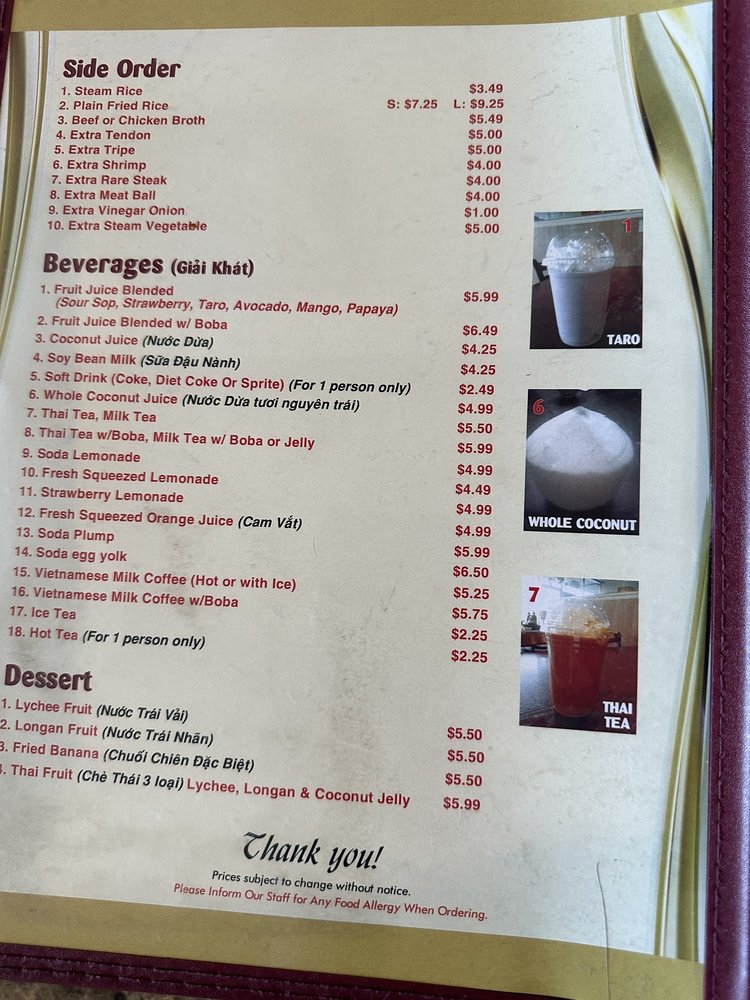 Side Order
1. Steam Rice $3.49
2. Plain Fried Rice S: $7.25 L: $9.25
3. Beef or Chicken Broth $5.49
4. Extra Tendon $5.00
5. Extra Tripe $5.00
6. Extra Shrimp $4.00
7. Extra Rare Steak $4.00
8. Extra Meat Ball $4.00
9. Extra Vinegar Onion $1.00
10. Extra Steam Vegetable $5.00
Beverages (Giải Khát)
1. Fruit Juice Blended $5.99
(Sour Sop, Strawberry, Taro, Avocado, Mango, Papaya)
2. Fruit Juice Blended w/ Boba $6.49
3. Coconut Juice (Nước Dừa) $4.25
4. Soy Bean Milk (Sữa Đậu Nành) $4.25
5. Soft Drink (Coke, Diet Coke Or Sprite) (For 1 person only) $2.49
6. Whole Coconut Juice (Nước Dừa tươi nguyên trái) $4.99
7. Thai Tea, Milk Tea $5.50
8. Thai Tea w/Boba, Milk Tea w/ Boba or Jelly $5.99
9. Soda Lemonade $4.99
10. Fresh Squeezed Lemonade $4.49
11. Strawberry Lemonade $4.99
12. Fresh Squeezed Orange Juice (Cam Vắt) $4.99
13. Soda Plump $5.99
14. Soda egg yolk $6.50
15. Vietnamese Milk Coffee (Hot or with Ice) $5.25
16. Vietnamese Milk Coffee w/Boba $5.75
17. Ice Tea $2.25
18. Hot Tea (For 1 person only) $2.25
1
TARO
6
WHOLE COCONUT
7
THAI
TEA
Dessert
1. Lychee Fruit (Nước Trái Vải) $5.50
2. Longan Fruit (Nước Trái Nhãn) $5.50
3. Fried Banana (Chuối Chiên Đặc Biệt) $5.50
4. Thai Fruit (Chè Thái 3 loại) Lychee, Longan & Coconut Jelly $5.99
Thank you!
Prices subject to change without notice.
Please Inform Our Staff for Any Food Allergy When Ordering.